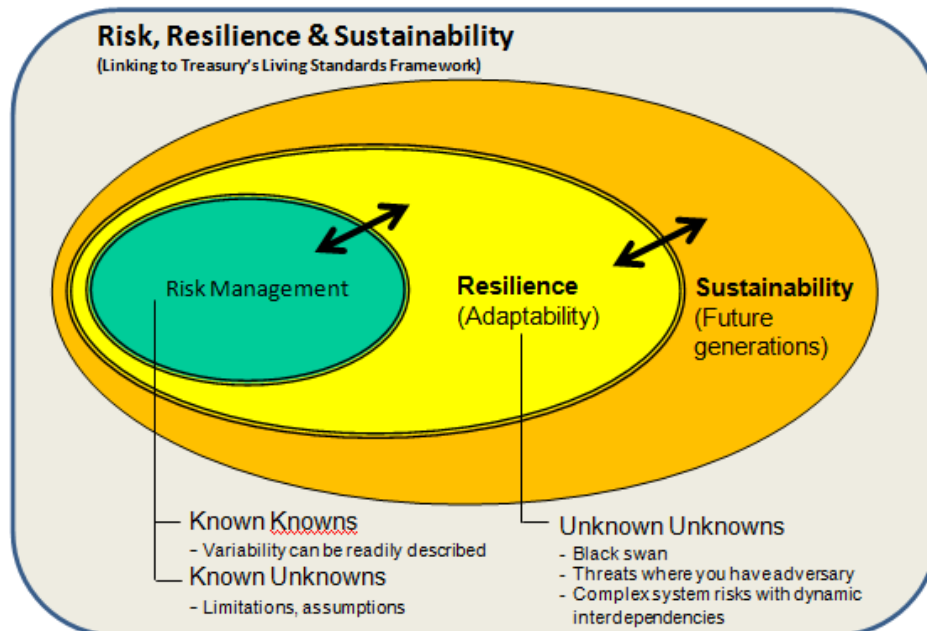 Risk, Resilience & Sustainability
(Linking to Treasury's Living Standards Framework)
Risk Management
Resilience
(Adaptability)
Sustainability
(Future
generations)
Known Knowns
- Variability can be readily described
Known Unknowns
- Limitations, assumptions
Unknown Unknowns
- Black swan
- Threats where you have adversary
- Complex system risks with dynamic
interdependencies